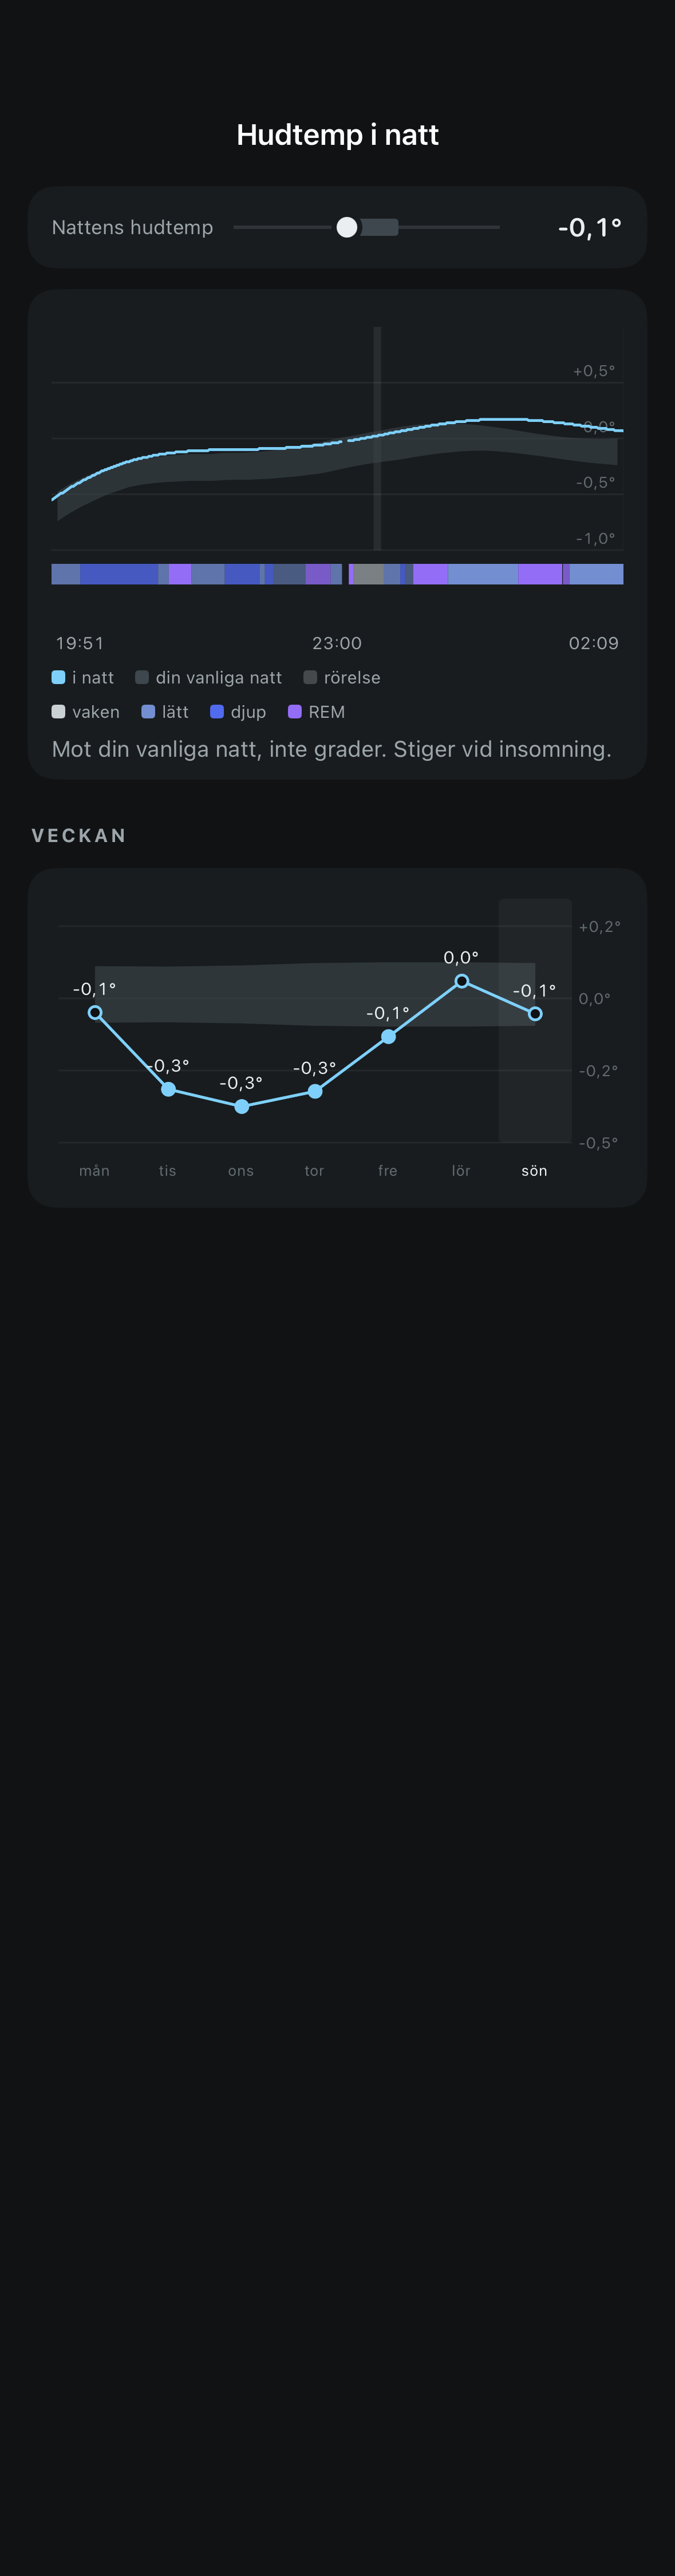 Hudtemp i natt
Nattens hudtemp -0,1°
+0,5°
0,0°
-0,5°
-1,0°
19:51 23:00 02:09
i natt din vanliga natt rörelse
vaken lätt djup REM
Mot din vanliga natt, inte grader. Stiger vid insomning.
VECKAN
+0,2°
0,0°
-0,1° -0,1° 0,0°
-0,1°
-0,3° -0,3° -0,2°
-0,3°
-0,5°
mån tis ons tor fre lör sön